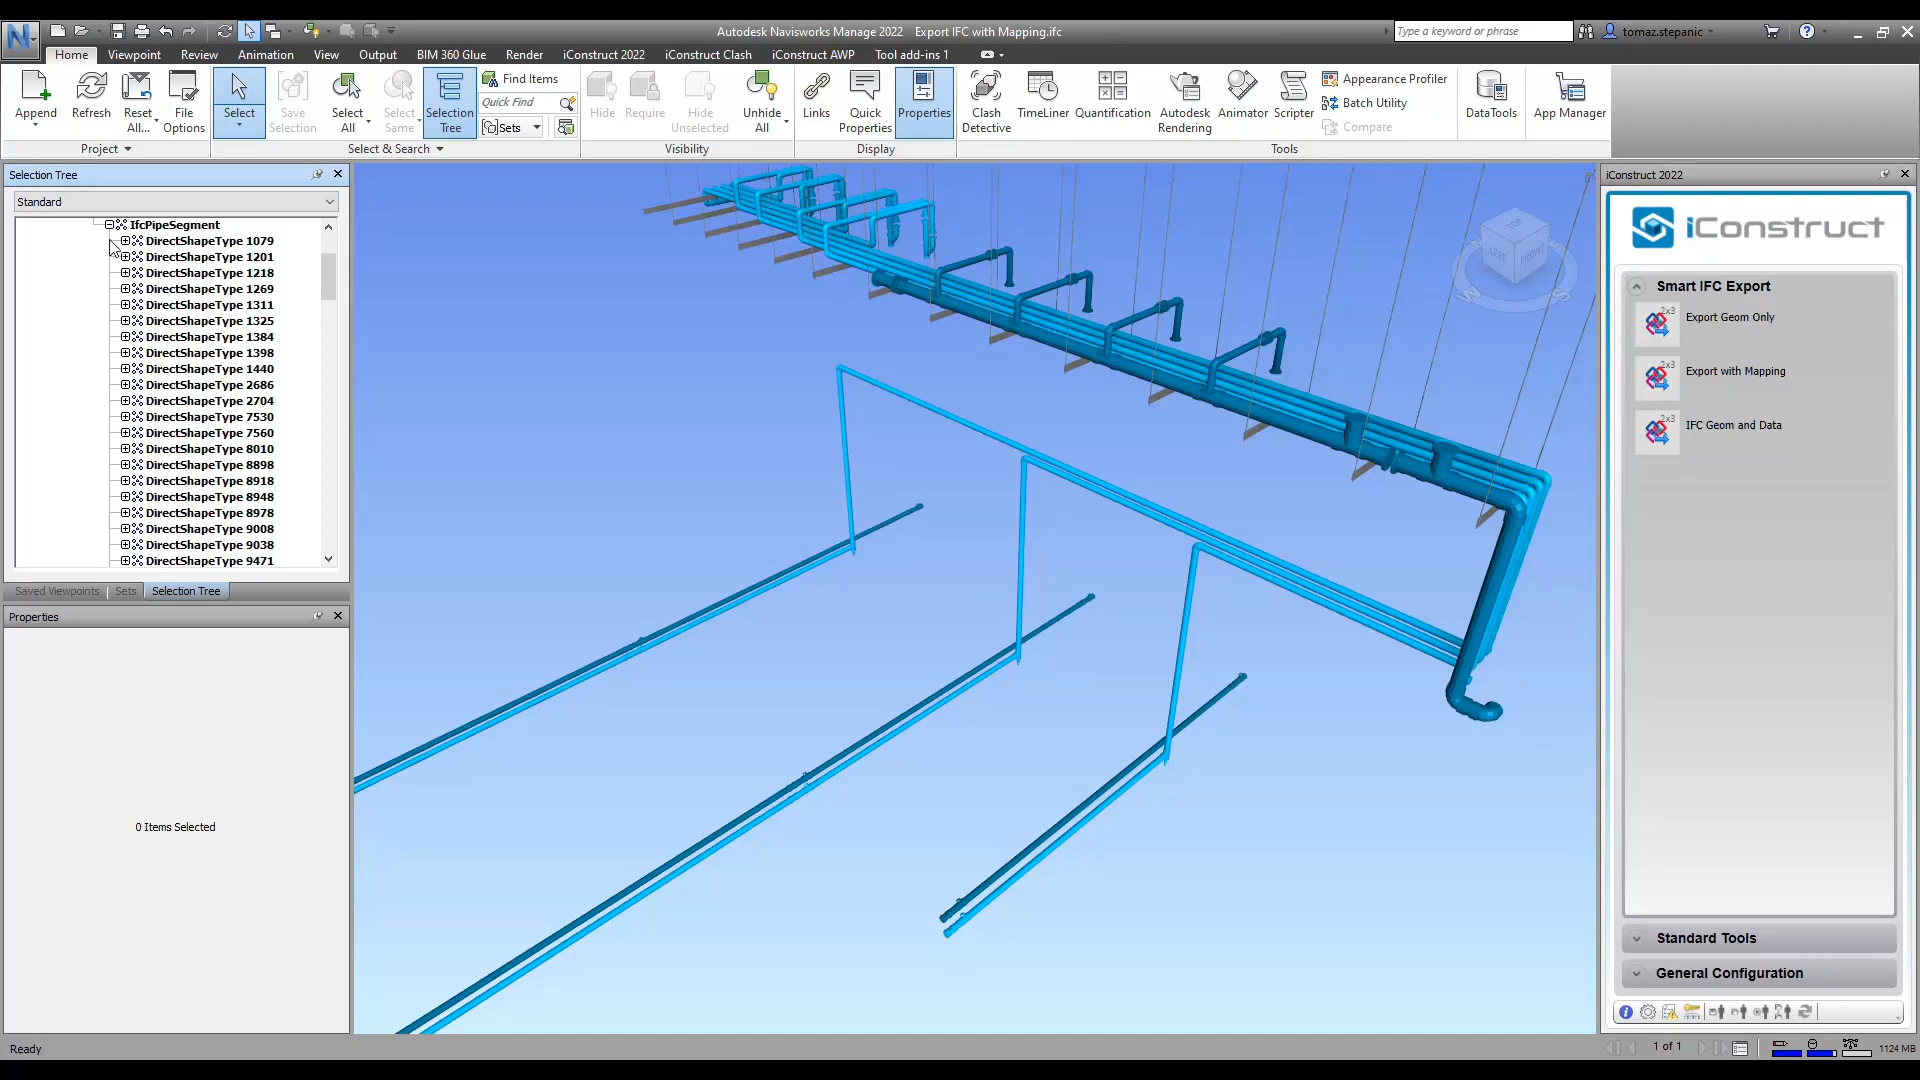 Autodesk Navisworks Manage 2022 Export IFC with Mapping.ifc
Type a keyword or phrase
tomaz.stepanic
Home Viewpoint Review Animation View Output BIM 360 Glue Render iConstruct 2022 iConstruct Clash iConstruct AWP Tool add-ins 1
Append
Refresh
Reset All...
File Options
Select
Save Selection
Select All
Select Same
Selection Tree
Find Items
Quick Find
Sets
Hide
Require
Hide Unselected
Unhide All
Links
Quick Properties
Properties
Clash Detective
TimeLiner
Quantification
Autodesk Rendering
Animator
Scripter
Appearance Profiler
Batch Utility
Compare
DataTools
App Manager
Project
Select & Search
Visibility
Display
Tools
Selection Tree
Standard
IfcPipeSegment
DirectShapeType 1079
DirectShapeType 1201
DirectShapeType 1218
DirectShapeType 1269
DirectShapeType 1311
DirectShapeType 1325
DirectShapeType 1384
DirectShapeType 1398
DirectShapeType 1440
DirectShapeType 2686
DirectShapeType 2704
DirectShapeType 7530
DirectShapeType 7560
DirectShapeType 8010
DirectShapeType 8898
DirectShapeType 8918
DirectShapeType 8948
DirectShapeType 8978
DirectShapeType 9008
DirectShapeType 9038
DirectShapeType 9471
Saved Viewpoints Sets Selection Tree
Properties
0 Items Selected
TOP
LEFT
FRONT
W
S
iConstruct 2022
iConstruct
Smart IFC Export
2x3
Export Geom Only
2x3
Export with Mapping
2x3
IFC Geom and Data
Standard Tools
General Configuration
Ready
1 of 1
1124 MB